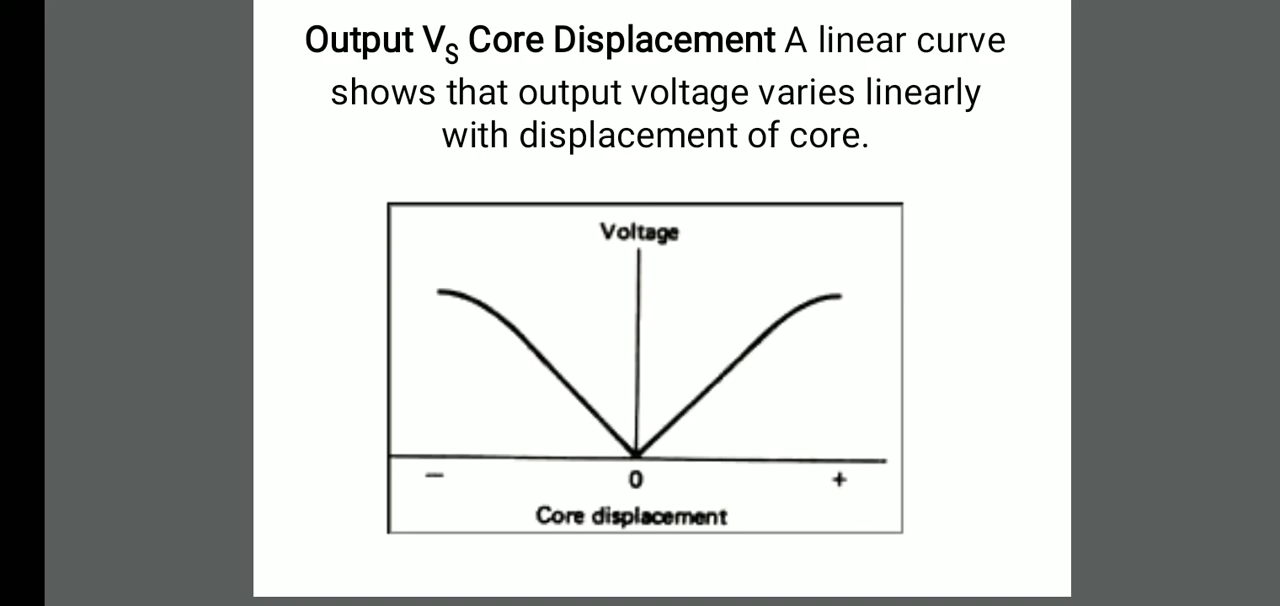 Output Vs Core Displacement A linear curve
shows that output voltage varies linearly
with displacement of core.
Voltage
− 0 +
Core displacement